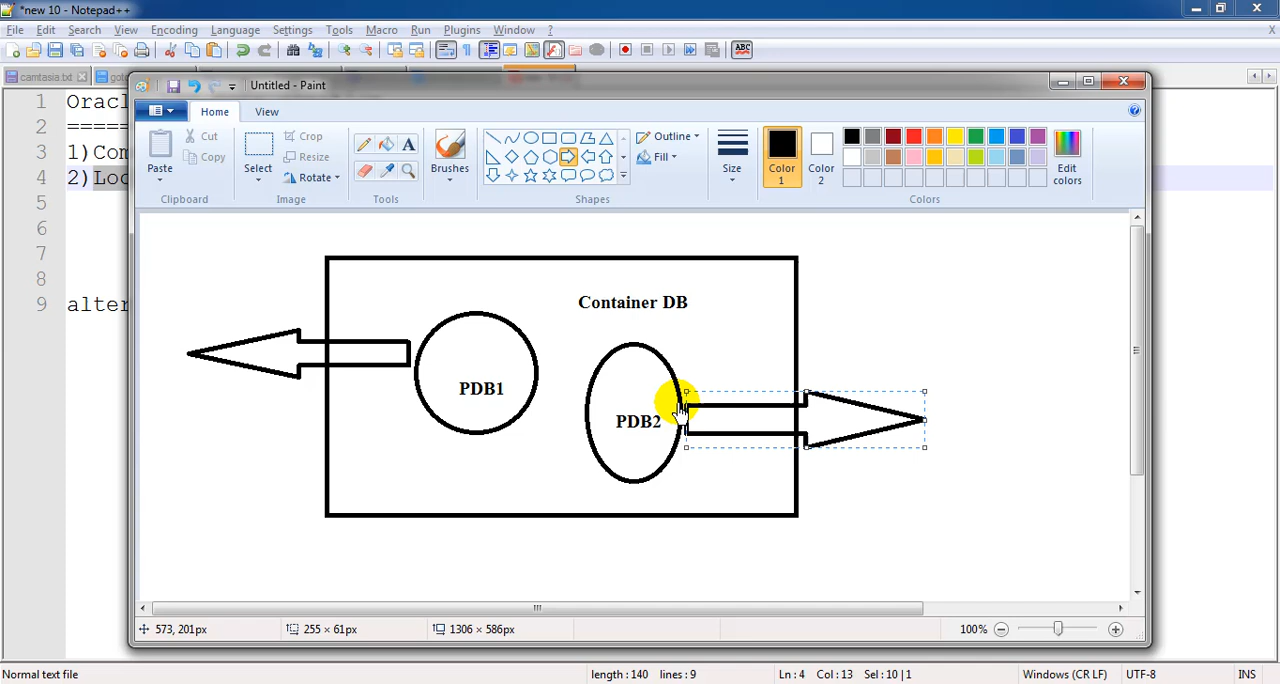 *new 10 - Notepad++
File Edit Search View Encoding Language Settings Tools Macro Run Plugins Window ?
X
camtasia.txt
Untitled - Paint
Home View
Paste
Cut
Copy
Clipboard
Select
Crop
Resize
Rotate
Image
A
Tools
Brushes
Outline
Fill
Shapes
Size
Color 1
Color 2
Edit colors
Colors
ABC
1 Orac
2 =====
3 1)Com
4 2)Loc
5
6
7
8
9 alter
Container DB
PDB1
PDB2
573, 201px 255 × 61px 1306 × 586px 100%
Normal text file length : 140 lines : 9 Ln : 4 Col : 13 Sel : 10 | 1 Windows (CR LF) UTF-8 INS